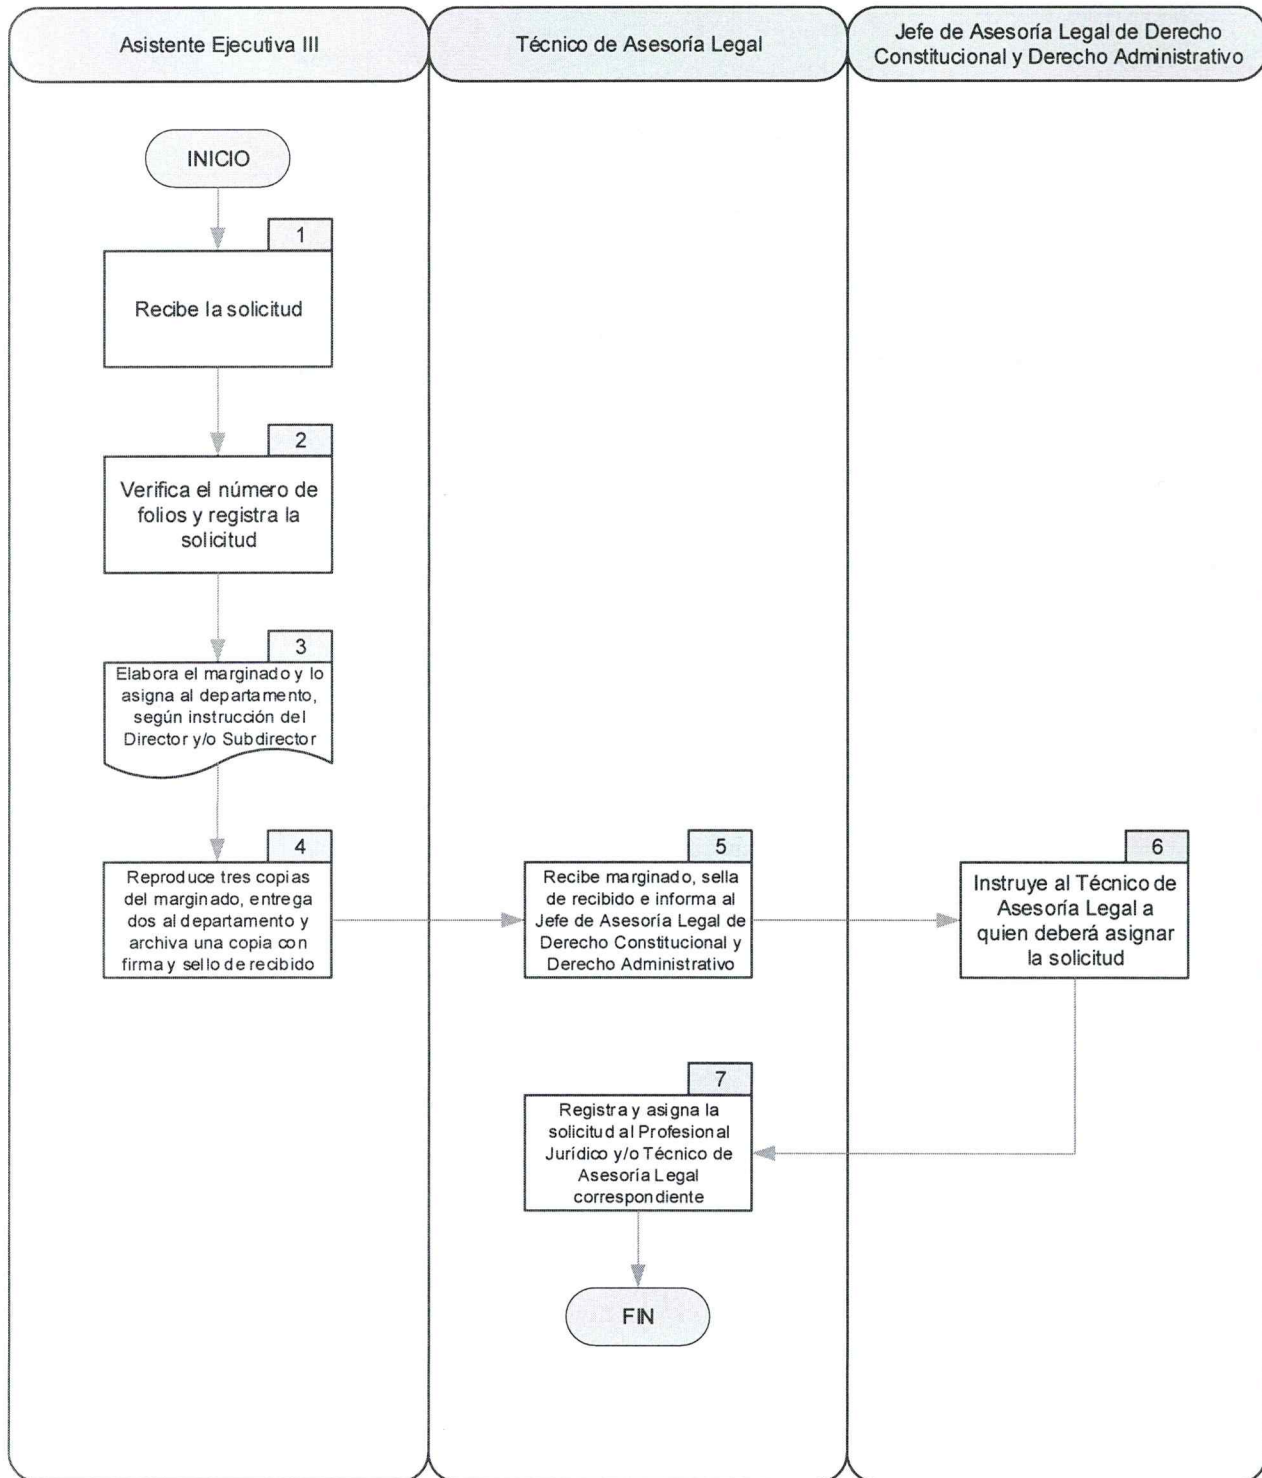 Asistente Ejecutiva III
Técnico de Asesoría Legal
Jefe de Asesoría Legal de Derecho
Constitucional y Derecho Administrativo
INICIO
1
Recibe la solicitud
2
Verifica el número de
folios y registra la
solicitud
3
Elabora el marginado y lo
asigna al departamento,
según instrucción del
Director y/o Subdirector
4
Reproduce tres copias
del marginado, entrega
dos al departamento y
archiva una copia con
firma y sello de recibido
5
Recibe marginado, sella
de recibido e informa al
Jefe de Asesoría Legal de
Derecho Constitucional y
Derecho Administrativo
6
Instruye al Técnico de
Asesoría Legal a
quien deberá asignar
la solicitud
7
Registra y asigna la
solicitud al Profesional
Jurídico y/o Técnico de
Asesoría Legal
correspondiente
FIN